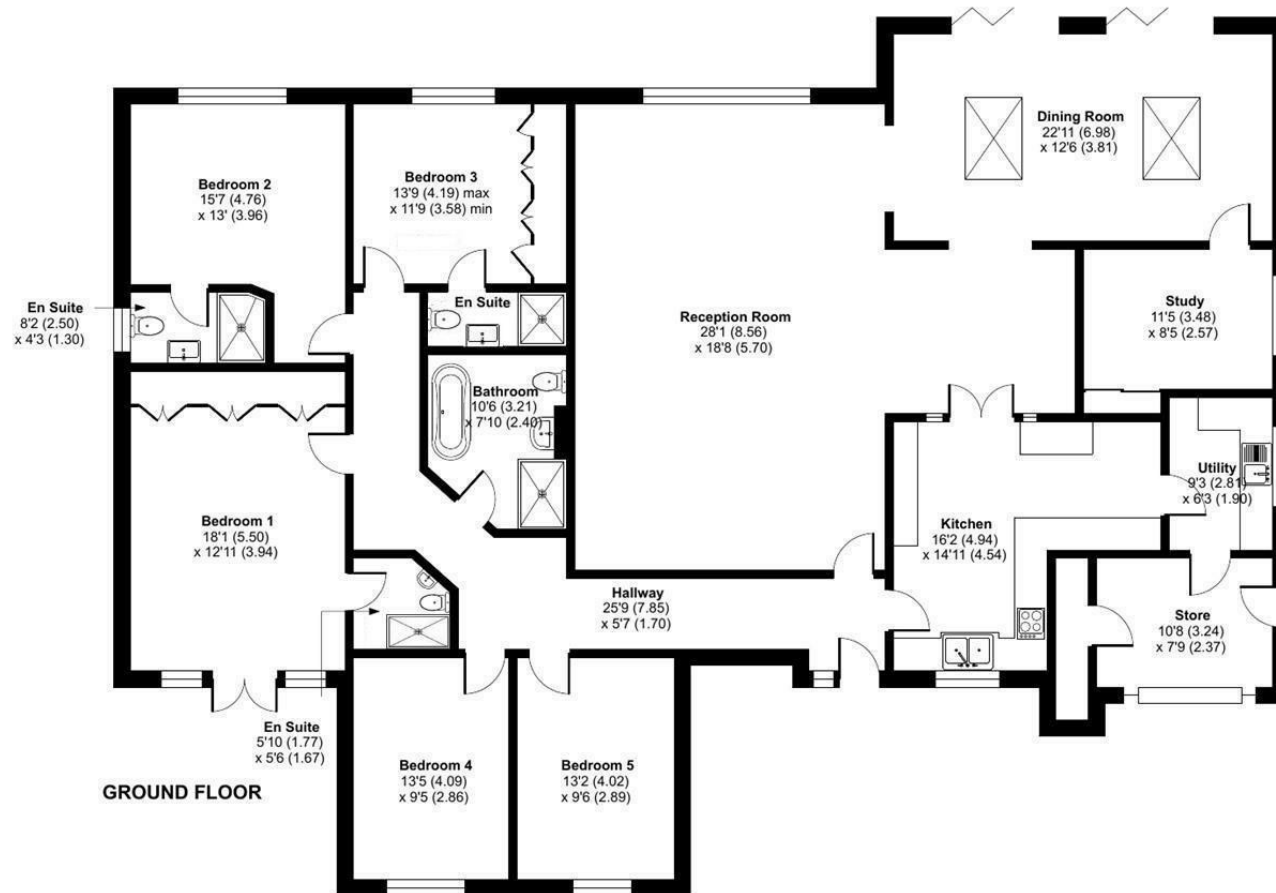 Dining Room
22'11 (6.98)
x 12'6 (3.81)
Bedroom 2
15'7 (4.76)
x 13' (3.96)
Bedroom 3
13'9 (4.19) max
x 11'9 (3.58) min
En Suite
8'2 (2.50)
x 4'3 (1.30)
En Suite
Reception Room
28'1 (8.56)
x 18'8 (5.70)
Study
11'5 (3.48)
x 8'5 (2.57)
Bathroom
10'6 (3.21)
x 7'10 (2.40)
Bedroom 1
18'1 (5.50)
x 12'11 (3.94)
Kitchen
16'2 (4.94)
x 14'11 (4.54)
Utility
9'3 (2.81)
x 6'3 (1.90)
Hallway
25'9 (7.85)
x 5'7 (1.70)
Store
10'8 (3.24)
x 7'9 (2.37)
En Suite
5'10 (1.77)
x 5'6 (1.67)
Bedroom 4
13'5 (4.09)
x 9'5 (2.86)
Bedroom 5
13'2 (4.02)
x 9'6 (2.89)
GROUND FLOOR